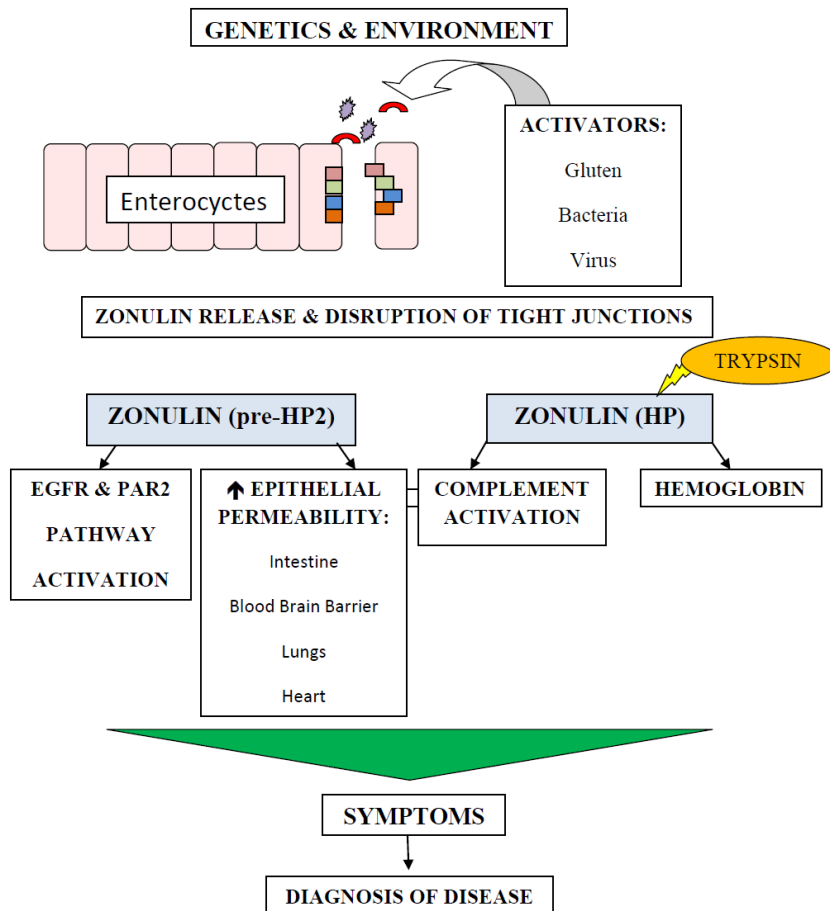 GENETICS & ENVIRONMENT
ACTIVATORS:
Gluten
Bacteria
Virus
Enterocyctes
ZONULIN RELEASE & DISRUPTION OF TIGHT JUNCTIONS
TRYPSIN
ZONULIN (pre-HP2)
ZONULIN (HP)
EGFR & PAR2
PATHWAY
ACTIVATION
↑ EPITHELIAL
PERMEABILITY:
Intestine
Blood Brain Barrier
Lungs
Heart
COMPLEMENT
ACTIVATION
HEMOGLOBIN
SYMPTOMS
DIAGNOSIS OF DISEASE